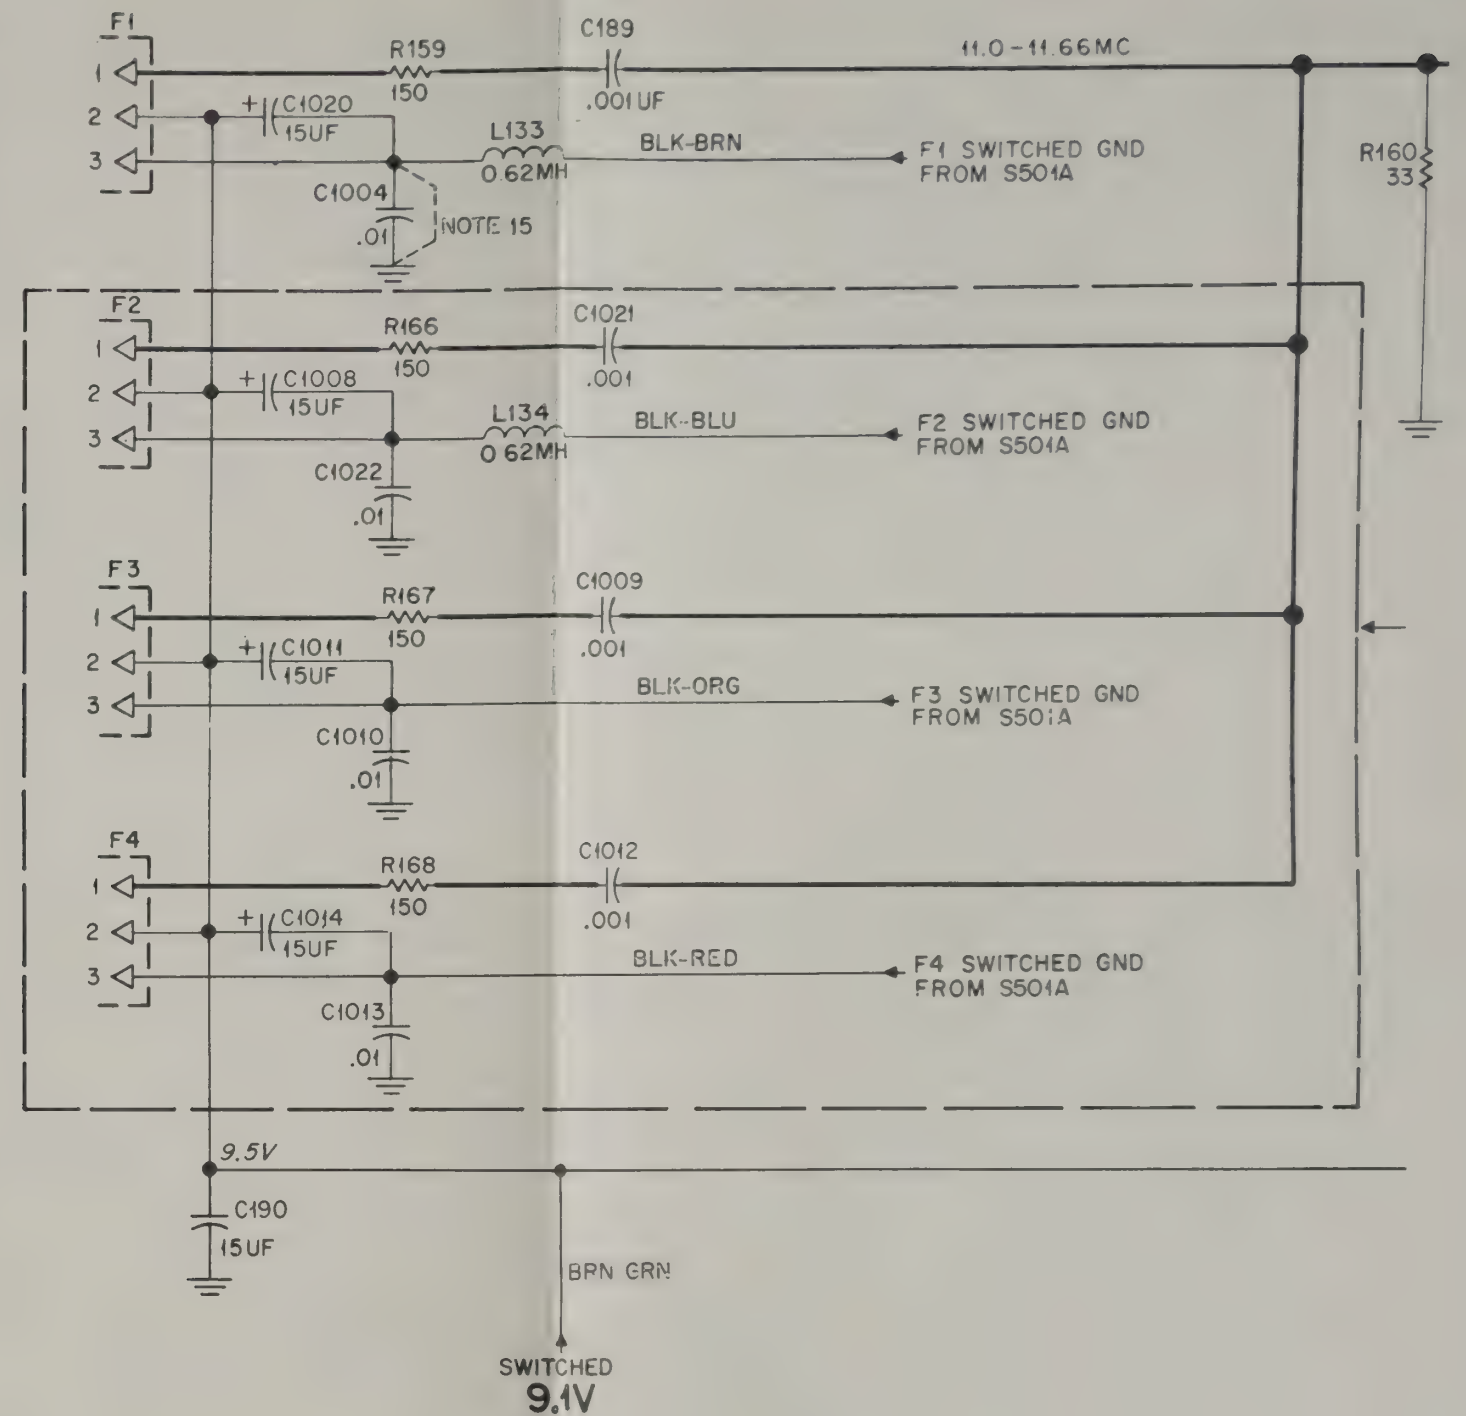 F1
C189
R159
11.0-11.66MC
1
150
.001UF
+ C1020
2
15UF
L133
BLK-BRN
3
0.62MH
F1 SWITCHED GND
FROM S501A
R160
33
C1004
.01
NOTE 15
F2
C1021
R166
1
150
.001
+ C1008
2
15UF
L134
BLK-BLU
3
0.62MH
F2 SWITCHED GND
FROM S501A
C1022
.01
F3
C1009
R167
1
150
.001
+ C1011
2
15UF
BLK-ORG
3
F3 SWITCHED GND
FROM S501A
C1010
.01
F4
C1012
R168
1
150
.001
+ C1014
2
15UF
BLK-RED
3
F4 SWITCHED GND
FROM S501A
C1013
.01
9.5V
C190
15UF
BRN GRN
SWITCHED
9.1V